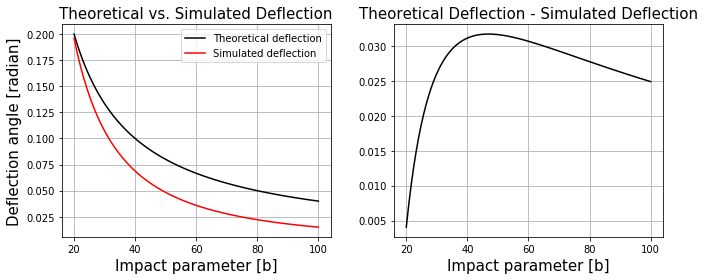 Theoretical vs. Simulated Deflection
Theoretical deflection
Simulated deflection
Deflection angle [radian]
0.200
0.175
0.150
0.125
0.100
0.075
0.050
0.025
20 40 60 80 100
Impact parameter [b]
Theoretical Deflection - Simulated Deflection
0.030
0.025
0.020
0.015
0.010
0.005
20 40 60 80 100
Impact parameter [b]